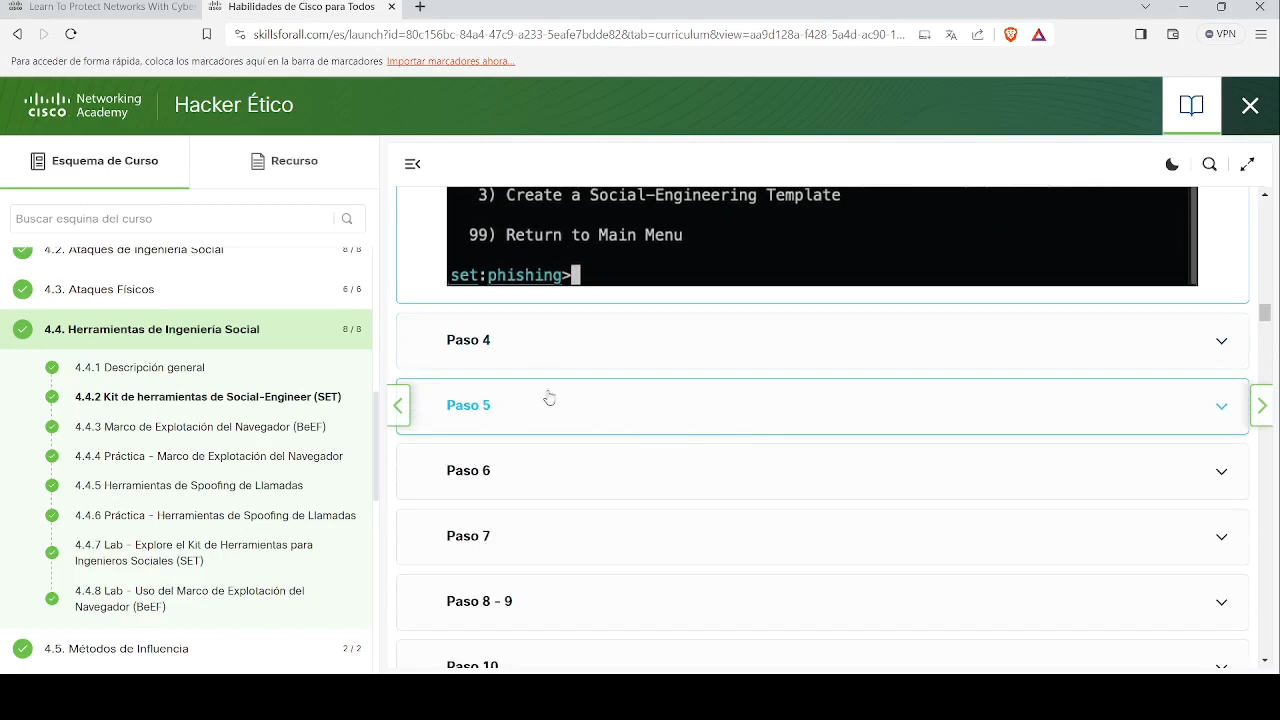 Learn To Protect Networks With Cyber
Habilidades de Cisco para Todos
skillsforall.com/es/launch?id=80c156bc-84a4-47c9-a233-5eafe7bdde82&tab=curriculum&view=aa9d128a-f428-5a4d-ac90-1...
VPN
Para acceder de forma rápida, coloca los marcadores aquí en la barra de marcadores Importar marcadores ahora...
Networking
CISCO Academy
Hacker Ético
Esquema de Curso
Recurso
Buscar esquina del curso
4.2. Ataques de Ingeniería Social 8 / 8
4.3. Ataques Físicos 6 / 6
4.4. Herramientas de Ingeniería Social 8 / 8
4.4.1 Descripción general
4.4.2 Kit de herramientas de Social-Engineer (SET)
4.4.3 Marco de Explotación del Navegador (BeEF)
4.4.4 Práctica - Marco de Explotación del Navegador
4.4.5 Herramientas de Spoofing de Llamadas
4.4.6 Práctica - Herramientas de Spoofing de Llamadas
4.4.7 Lab - Explore el Kit de Herramientas para
Ingenieros Sociales (SET)
4.4.8 Lab - Uso del Marco de Explotación del
Navegador (BeEF)
4.5. Métodos de Influencia 2 / 2
3) Create a Social-Engineering Template
99) Return to Main Menu
set:phishing>
Paso 4
Paso 5
Paso 6
Paso 7
Paso 8 - 9
Paso 10